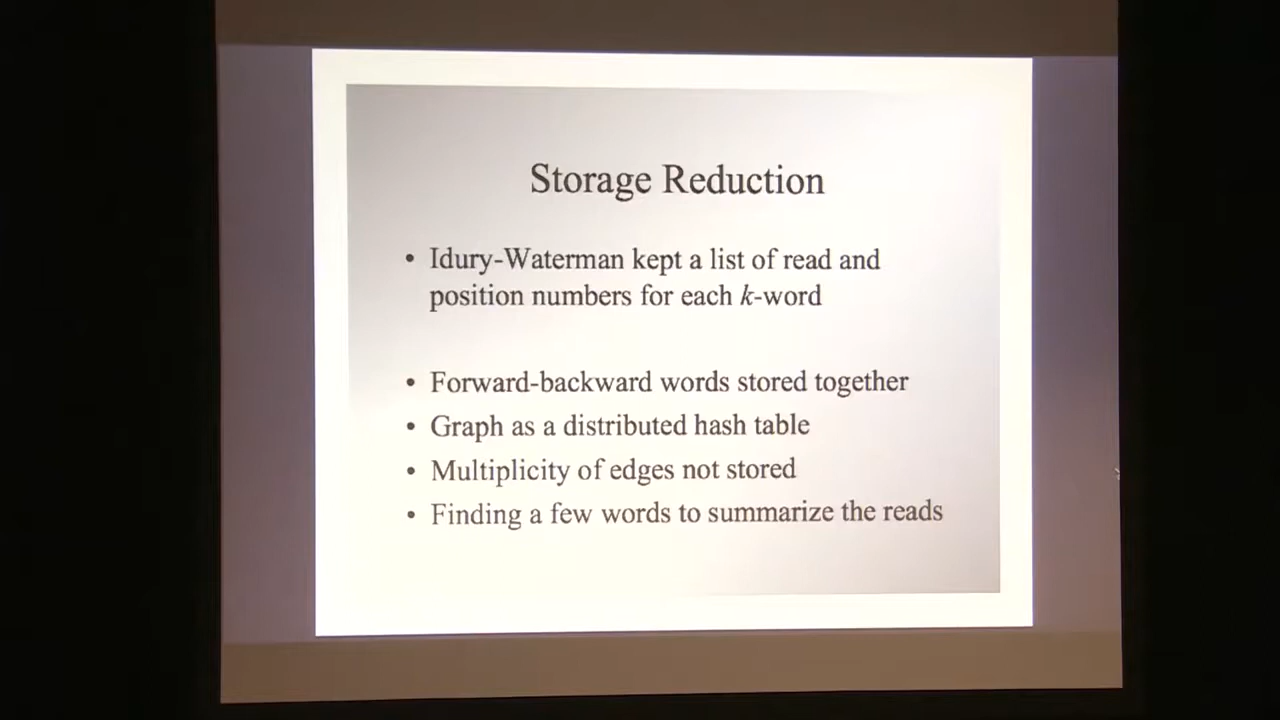 Storage Reduction
• Idury-Waterman kept a list of read and
position numbers for each k-word
• Forward-backward words stored together
• Graph as a distributed hash table
• Multiplicity of edges not stored
• Finding a few words to summarize the reads